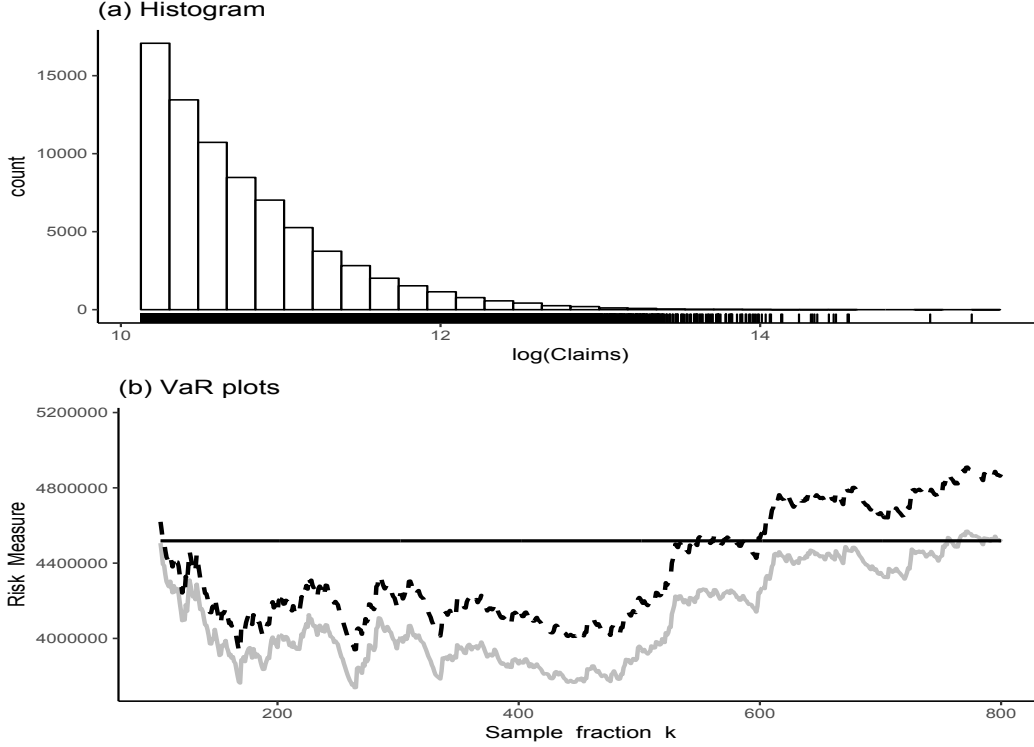 (a) Histogram
15000
10000
5000
0
count
10 12 14
log(Claims)
(b) VaR plots
5200000
4800000
4400000
4000000
Risk Measure
200 400 600 800
Sample fraction k